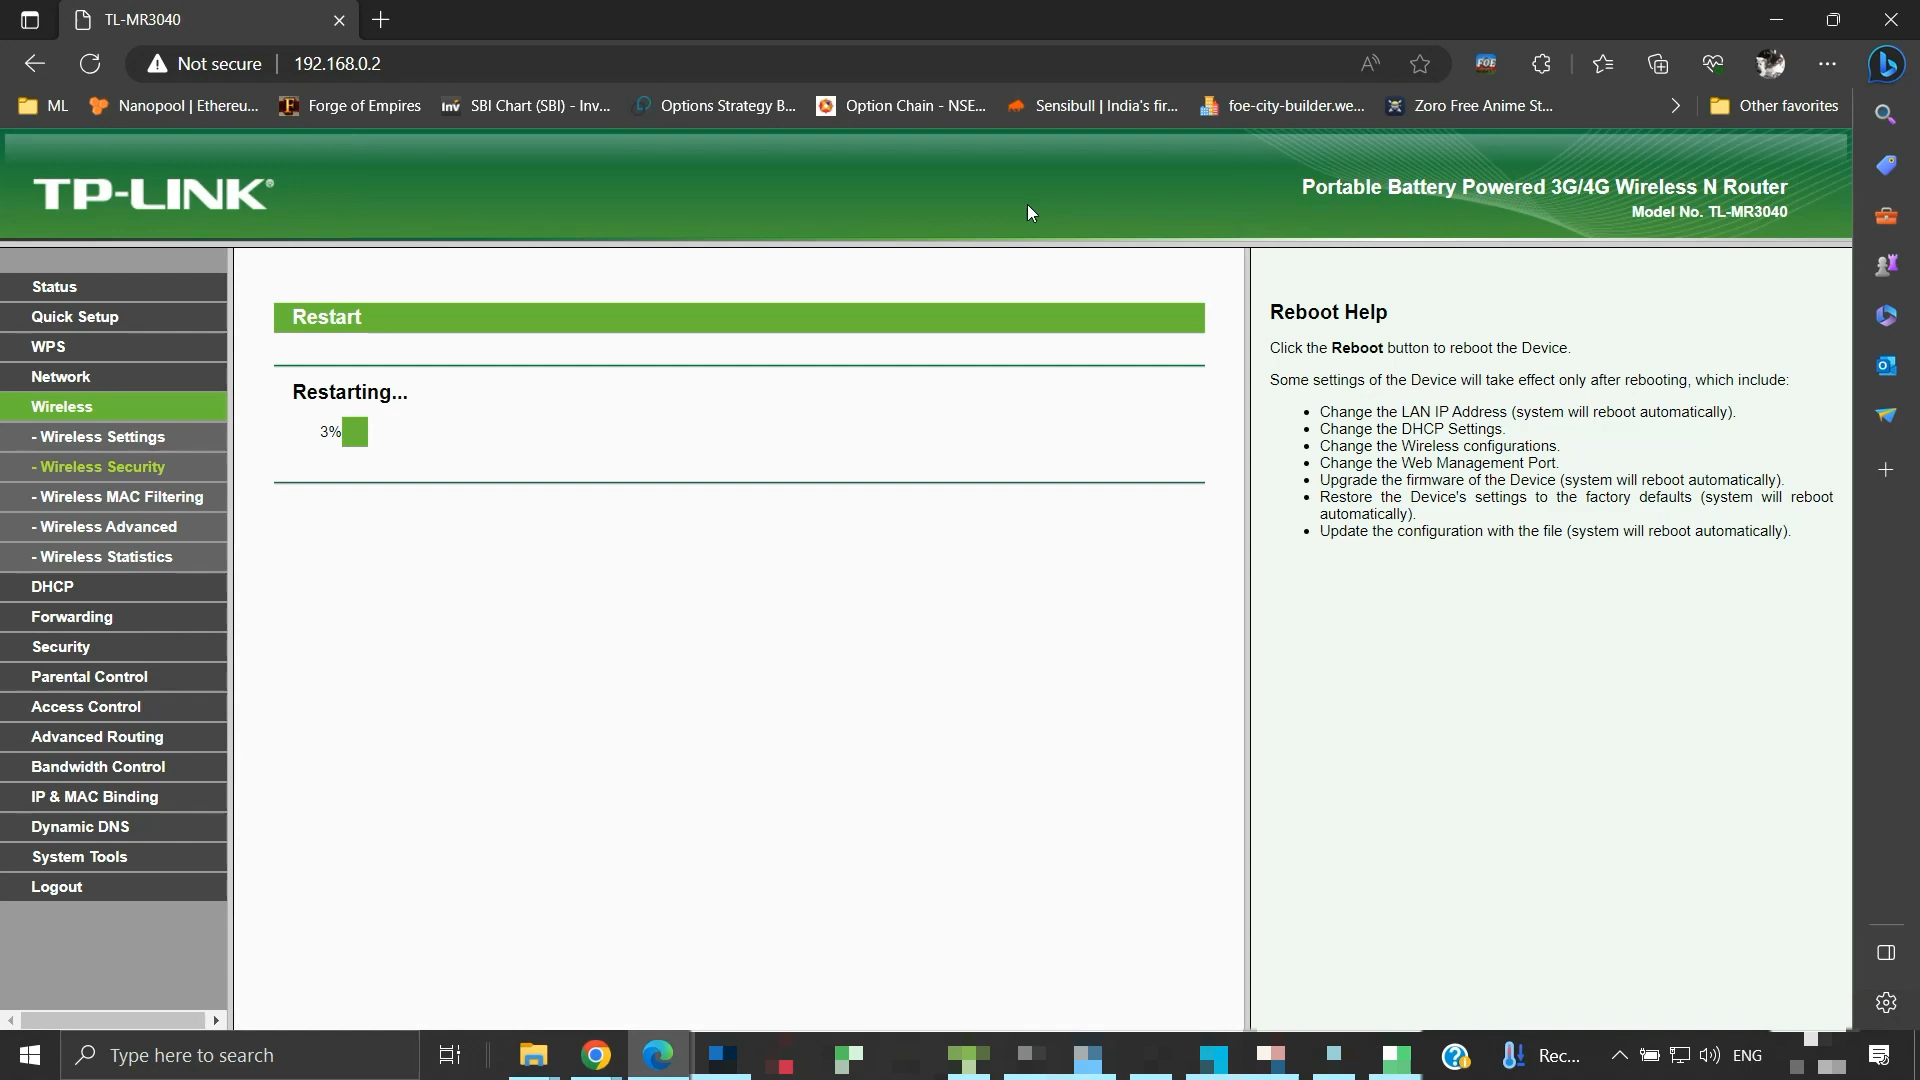 TL-MR3040
Not secure
192.168.0.2
FOE
ML
Nanopool | Ethereu...
Forge of Empires
Inv
SBI Chart (SBI) - Inv...
Options Strategy B...
Option Chain - NSE...
Sensibull | India's fir...
foe-city-builder.we...
Zoro Free Anime St...
Other favorites
TP-LINK®
Portable Battery Powered 3G/4G Wireless N Router
Model No. TL-MR3040
Status
Quick Setup
WPS
Network
Wireless
- Wireless Settings
- Wireless Security
- Wireless MAC Filtering
- Wireless Advanced
- Wireless Statistics
DHCP
Forwarding
Security
Parental Control
Access Control
Advanced Routing
Bandwidth Control
IP & MAC Binding
Dynamic DNS
System Tools
Logout
Restart
Restarting...
3%
Reboot Help
Click the Reboot button to reboot the Device.
Some settings of the Device will take effect only after rebooting, which include:
• Change the LAN IP Address (system will reboot automatically).
• Change the DHCP Settings.
• Change the Wireless configurations.
• Change the Web Management Port.
• Upgrade the firmware of the Device (system will reboot automatically).
• Restore the Device's settings to the factory defaults (system will reboot
automatically).
• Update the configuration with the file (system will reboot automatically).
Type here to search
Rec...
ENG